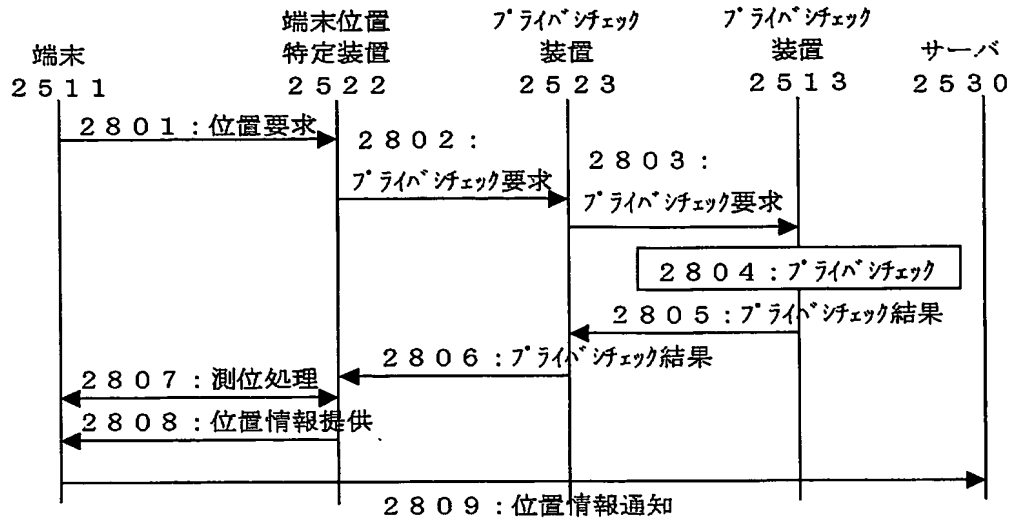 端末
2511
端末位置
特定装置
2522
プライバシチェック
装置
2523
プライバシチェック
装置
2513
サーバ
2530
2801:位置要求
2802:
プライバシチェック要求
2803:
プライバシチェック要求
2804:プライバシチェック
2805:プライバシチェック結果
2806:プライバシチェック結果
2807:測位処理
2808:位置情報提供
2809:位置情報通知